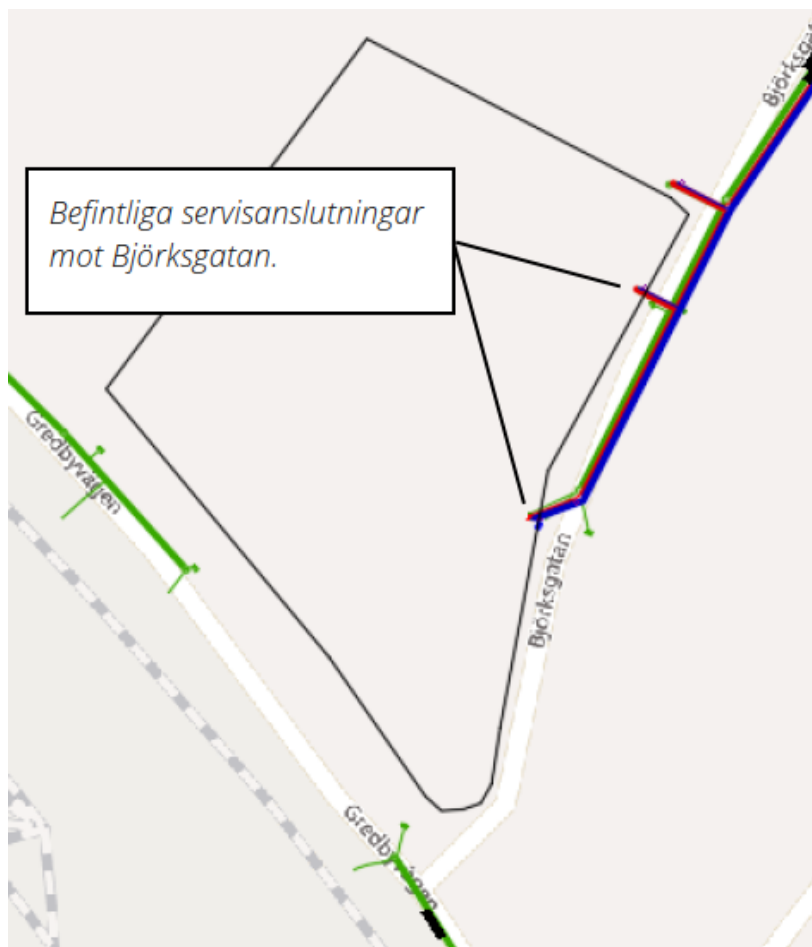 Björksgat
Befintliga servisanslutningar
mot Björksgatan.
Gredbyvägen
Björksgatan
Gredbyvägen